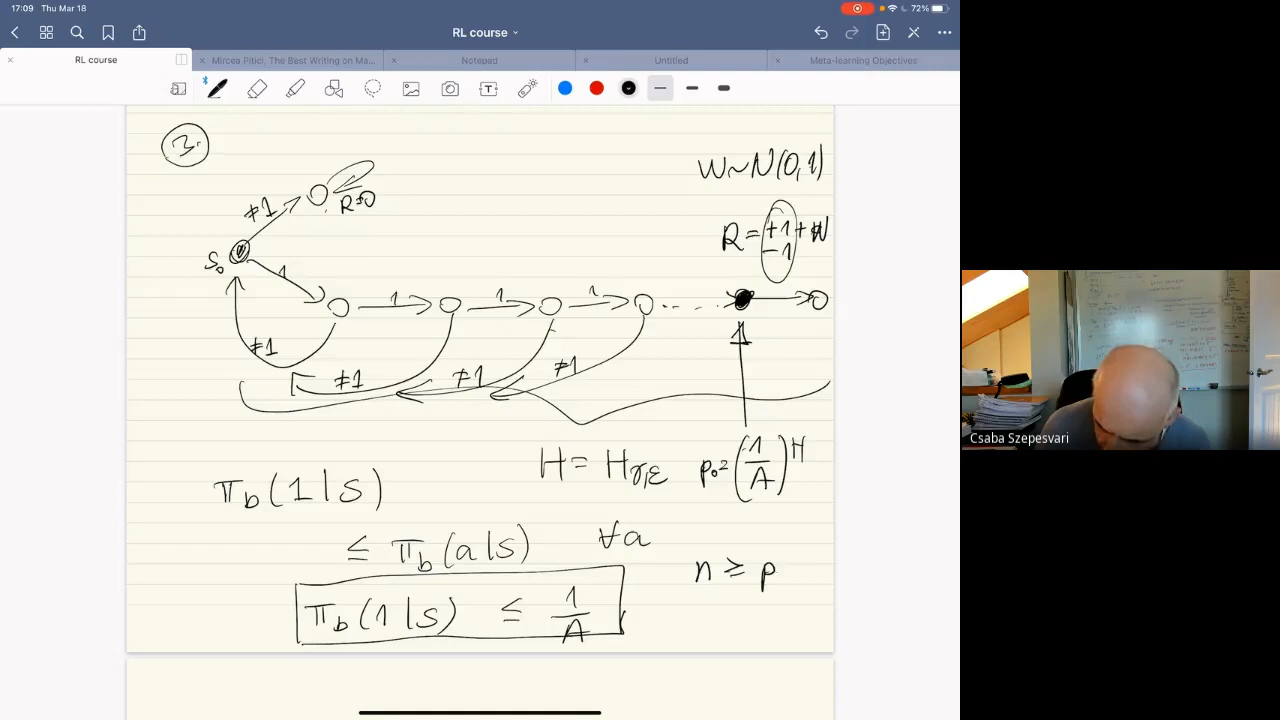 17:09 Thu Mar 18
72%
RL course
RL course
Mircea Pitici, The Best Writing on Ma...
Notepad
Untitled
Meta-learning Objectives
3.
W~N(0,1)
≠1
R=0
R = +1 + W
-1
S₀
1
1
1
1
≠1
≠1
≠1
≠1
H = H_{γ,ε}
(1/A)^H
π_b(1|s)
≤ π_b(a|s) ∀a
n ≥ p
π_b(1|s) ≤ 1/A
Csaba Szepesvari